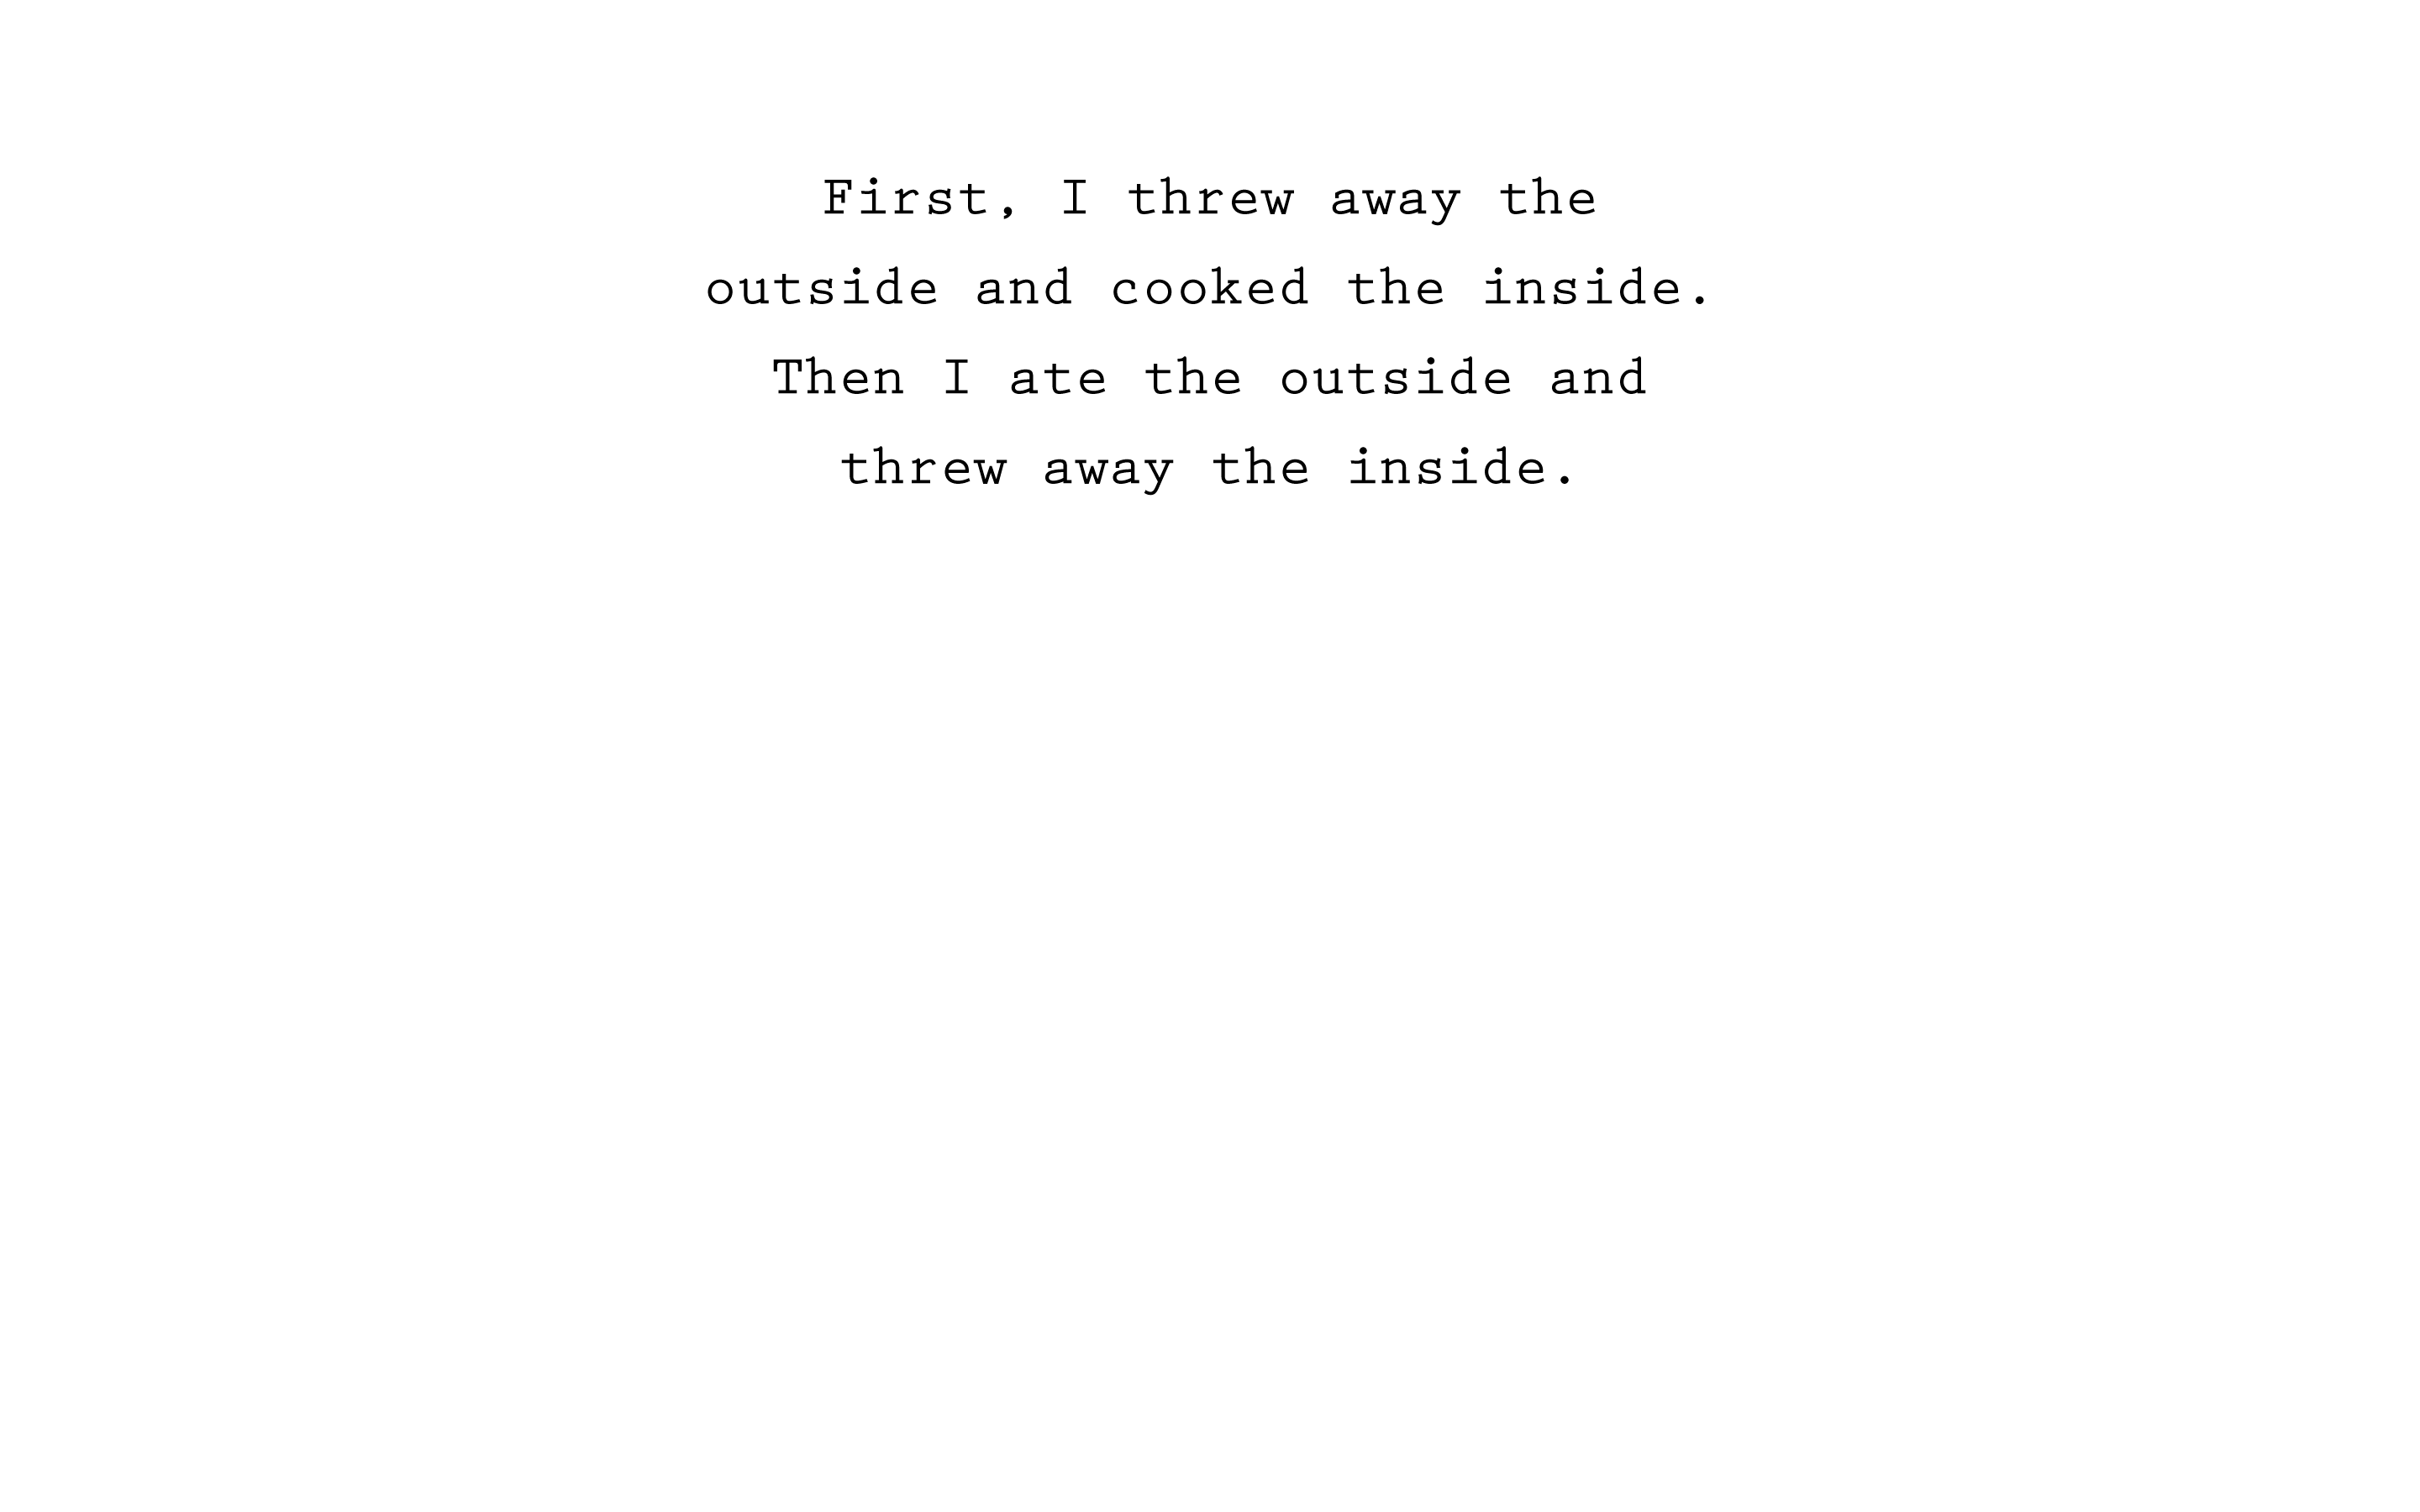 First, I threw away the
outside and cooked the inside.
Then I ate the outside and
threw away the inside.